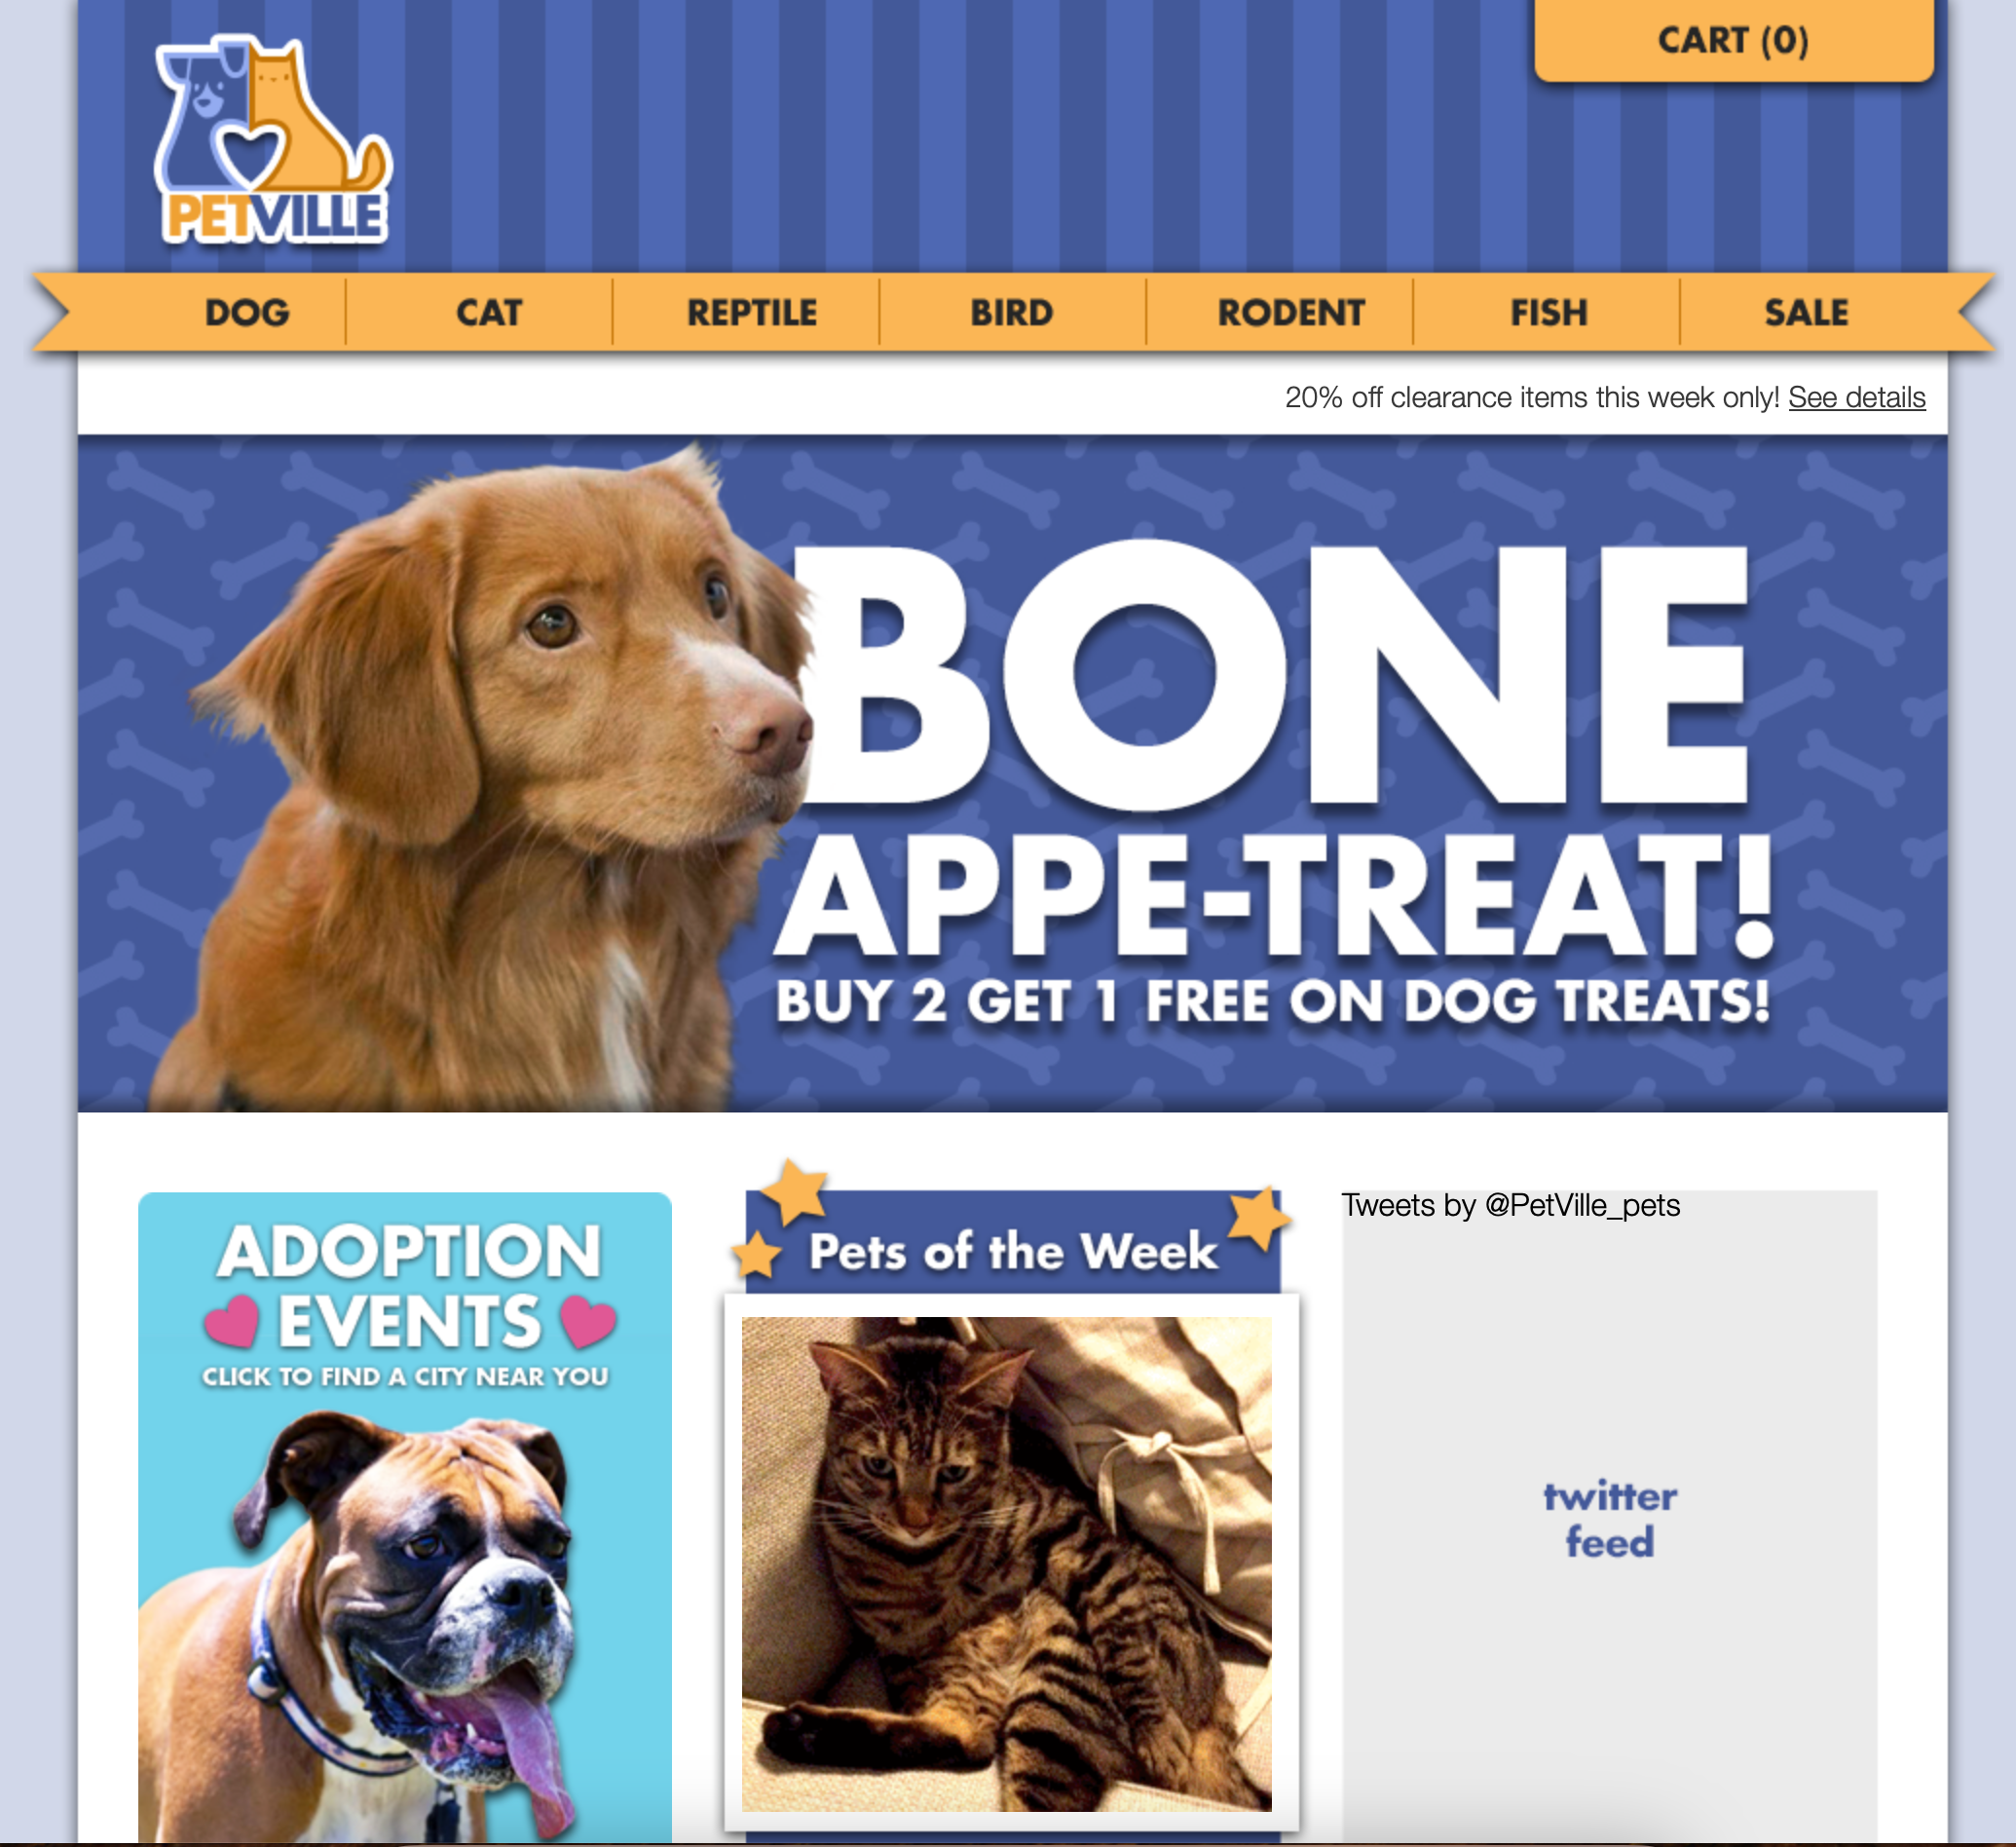 CART (0)
PETVILLE
DOG CAT REPTILE BIRD RODENT FISH SALE
20% off clearance items this week only! See details
BONE
APPE-TREAT!
BUY 2 GET 1 FREE ON DOG TREATS!
ADOPTION
EVENTS
CLICK TO FIND A CITY NEAR YOU
Pets of the Week
Tweets by @PetVille_pets
twitter
feed